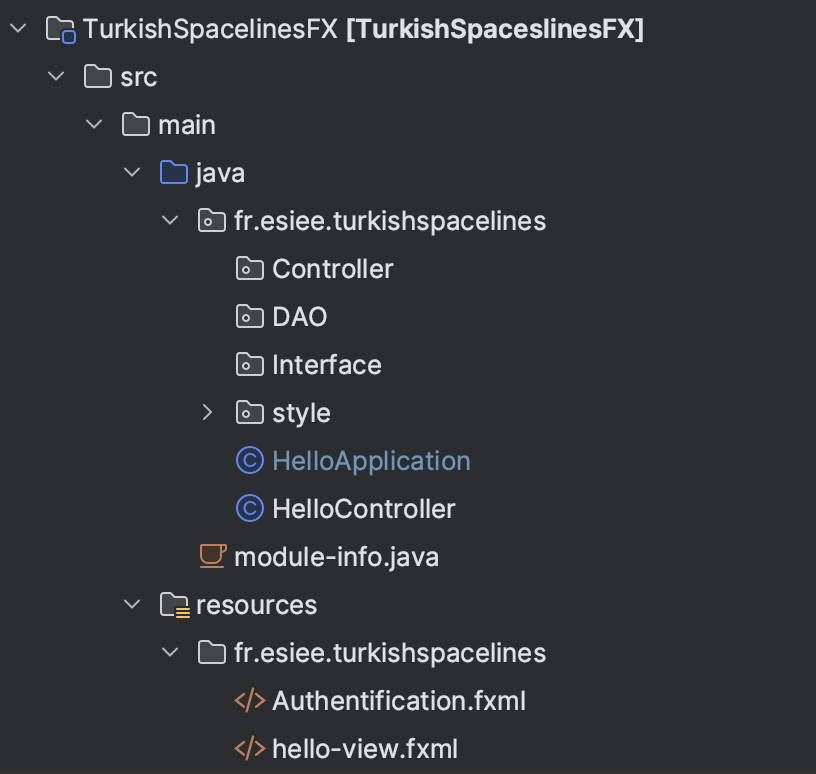 TurkishSpacelinesFX [TurkishSpaceslinesFX]
src
main
java
fr.esiee.turkishspacelines
Controller
DAO
Interface
style
HelloApplication
HelloController
module-info.java
resources
fr.esiee.turkishspacelines
Authentification.fxml
hello-view.fxml